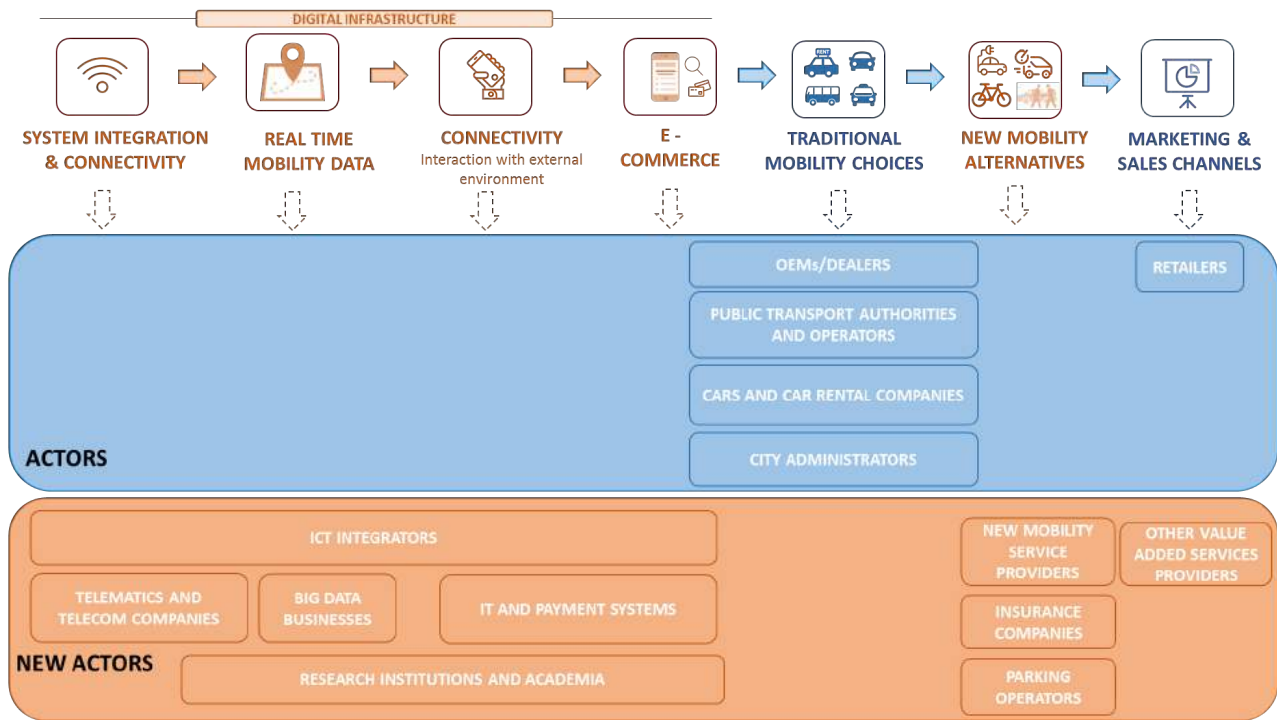 DIGITAL INFRASTRUCTURE
RENT
SYSTEM INTEGRATION
& CONNECTIVITY
REAL TIME
MOBILITY DATA
CONNECTIVITY
Interaction with external
environment
E -
COMMERCE
TRADITIONAL
MOBILITY CHOICES
NEW MOBILITY
ALTERNATIVES
MARKETING &
SALES CHANNELS
OEMs/DEALERS
RETAILERS
PUBLIC TRANSPORT AUTHORITIES
AND OPERATORS
CARS AND CAR RENTAL COMPANIES
CITY ADMINISTRATORS
ACTORS
ICT INTEGRATORS
NEW MOBILITY
SERVICE
PROVIDERS
OTHER VALUE
ADDED SERVICES
PROVIDERS
TELEMATICS AND
TELECOM COMPANIES
BIG DATA
BUSINESSES
IT AND PAYMENT SYSTEMS
INSURANCE
COMPANIES
NEW ACTORS
RESEARCH INSTITUTIONS AND ACADEMIA
PARKING
OPERATORS